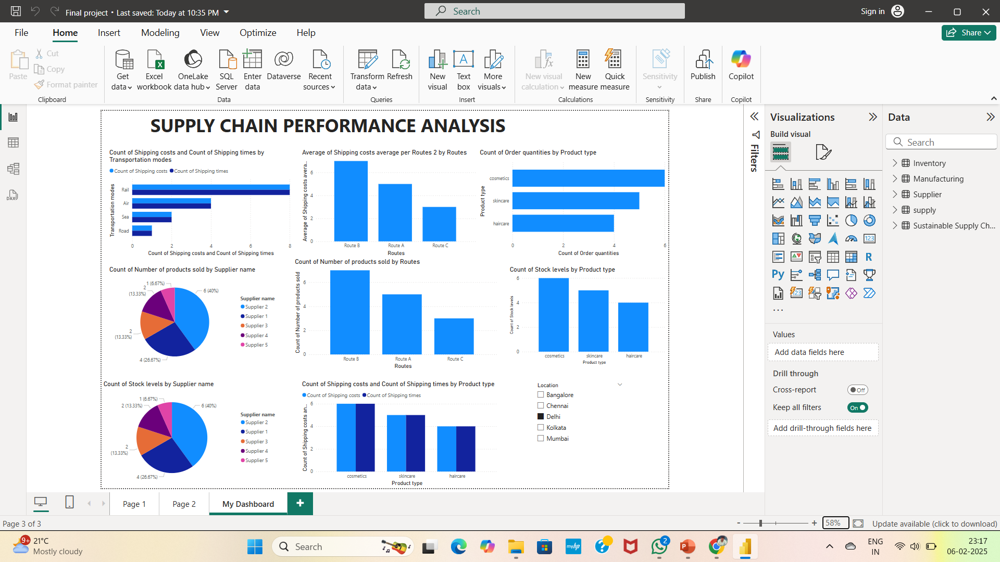 Final project • Last saved: Today at 10:35 PM
Search
Sign in
File
Home
Insert
Modeling
View
Optimize
Help
Share
Paste
Cut
Copy
Format painter
Clipboard
Get data
Excel workbook
OneLake data hub
SQL Server
Enter data
Dataverse
Recent sources
Data
Transform data
Refresh
Queries
New visual
Text box
More visuals
Insert
New visual calculation
New measure
Quick measure
Calculations
Sensitivity
Sensitivity
Publish
Share
Copilot
Copilot
SUPPLY CHAIN PERFORMANCE ANALYSIS
Count of Shipping costs and Count of Shipping times by
Transportation modes
Count of Shipping costs
Count of Shipping times
Transportation modes
Rail
Air
Sea
Road
0 2 4 6 8
Count of Shipping costs and Count of Shipping times
Average of Shipping costs average per Routes 2 by Routes
Average of Shipping costs avera...
6
4
2
0
Route B Route A Route C
Routes
Count of Order quantities by Product type
Product type
cosmetics
skincare
haircare
0 2 4 6
Count of Order quantities
Count of Number of products sold by Supplier name
1 (6.67%)
2
(13.33%)
6 (40%)
2
(13.33%)
4 (26.67%)
Supplier name
Supplier 2
Supplier 1
Supplier 3
Supplier 4
Supplier 5
Count of Number of products sold by Routes
Count of Number of products sold
6
4
2
0
Route B Route A Route C
Routes
Count of Stock levels by Product type
Count of Stock levels
6
4
2
0
cosmetics skincare haircare
Product type
Count of Stock levels by Supplier name
1 (6.67%)
2 (13.33%)
6 (40%)
2
(13.33%)
4 (26.67%)
Supplier name
Supplier 2
Supplier 1
Supplier 3
Supplier 4
Supplier 5
Count of Shipping costs and Count of Shipping times by Product type
Count of Shipping costs
Count of Shipping times
Count of Shipping costs an...
6
4
2
0
cosmetics skincare haircare
Product type
Location
Bangalore
Chennai
Delhi
Kolkata
Mumbai
Filters
Visualizations
Build visual
123
R
Py
123
...
Values
Add data fields here
Drill through
Cross-report
Off
Keep all filters
On
Add drill-through fields here
Data
Search
Inventory
Manufacturing
Supplier
supply
Sustainable Supply Ch...
DAX
Page 1
Page 2
My Dashboard
+
Page 3 of 3
- + 58%
Update available (click to download)
9+
21°C
Mostly cloudy
Search
myhp
2
ENG
IN
23:17
06-02-2025